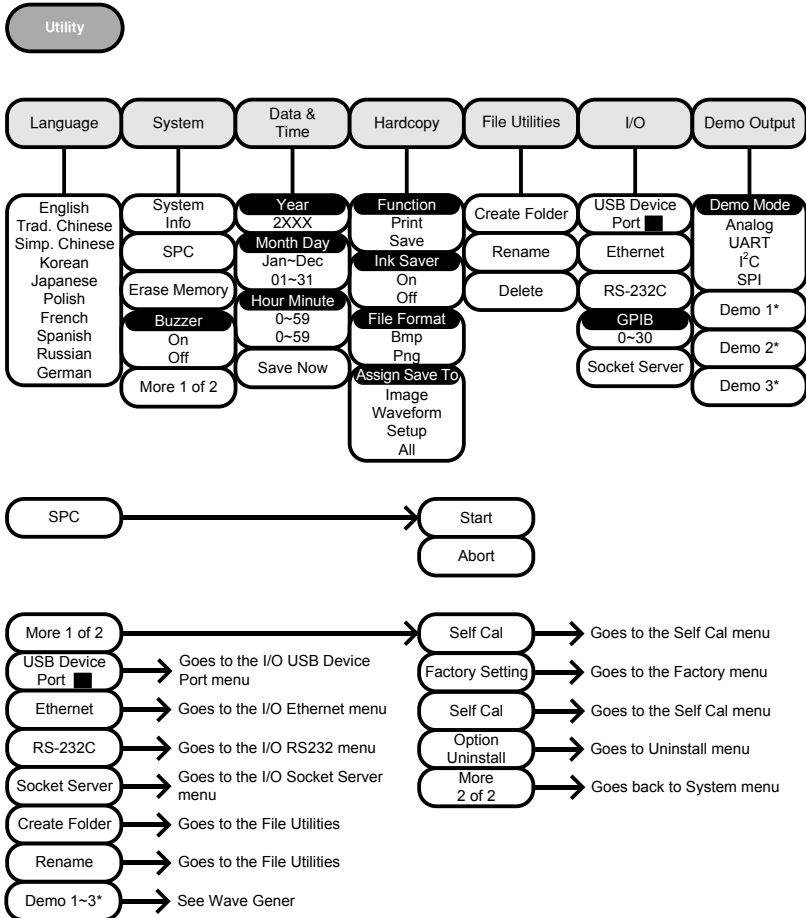 Utility
Language
System
Data &
Time
Hardcopy
File Utilities
I/O
Demo Output
English
Trad. Chinese
Simp. Chinese
Korean
Japanese
Polish
French
Spanish
Russian
German
System
Info
SPC
Erase Memory
Buzzer
On
Off
More 1 of 2
Year
2XXX
Month Day
Jan~Dec
01~31
Hour Minute
0~59
0~59
Save Now
Function
Print
Save
Ink Saver
On
Off
File Format
Bmp
Png
Assign Save To
Image
Waveform
Setup
All
Create Folder
Rename
Delete
USB Device
Port
Ethernet
RS-232C
GPIB
0~30
Socket Server
Demo Mode
Analog
UART
I²C
SPI
Demo 1*
Demo 2*
Demo 3*
SPC
Start
Abort
More 1 of 2
USB Device
Port
Goes to the I/O USB Device
Port menu
Ethernet
Goes to the I/O Ethernet menu
RS-232C
Goes to the I/O RS232 menu
Socket Server
Goes to the I/O Socket Server
menu
Create Folder
Goes to the File Utilities
Rename
Goes to the File Utilities
Demo 1~3*
See Wave Gener
Self Cal
Goes to the Self Cal menu
Factory Setting
Goes to the Factory menu
Self Cal
Goes to the Self Cal menu
Option
Uninstall
Goes to Uninstall menu
More
2 of 2
Goes back to System menu